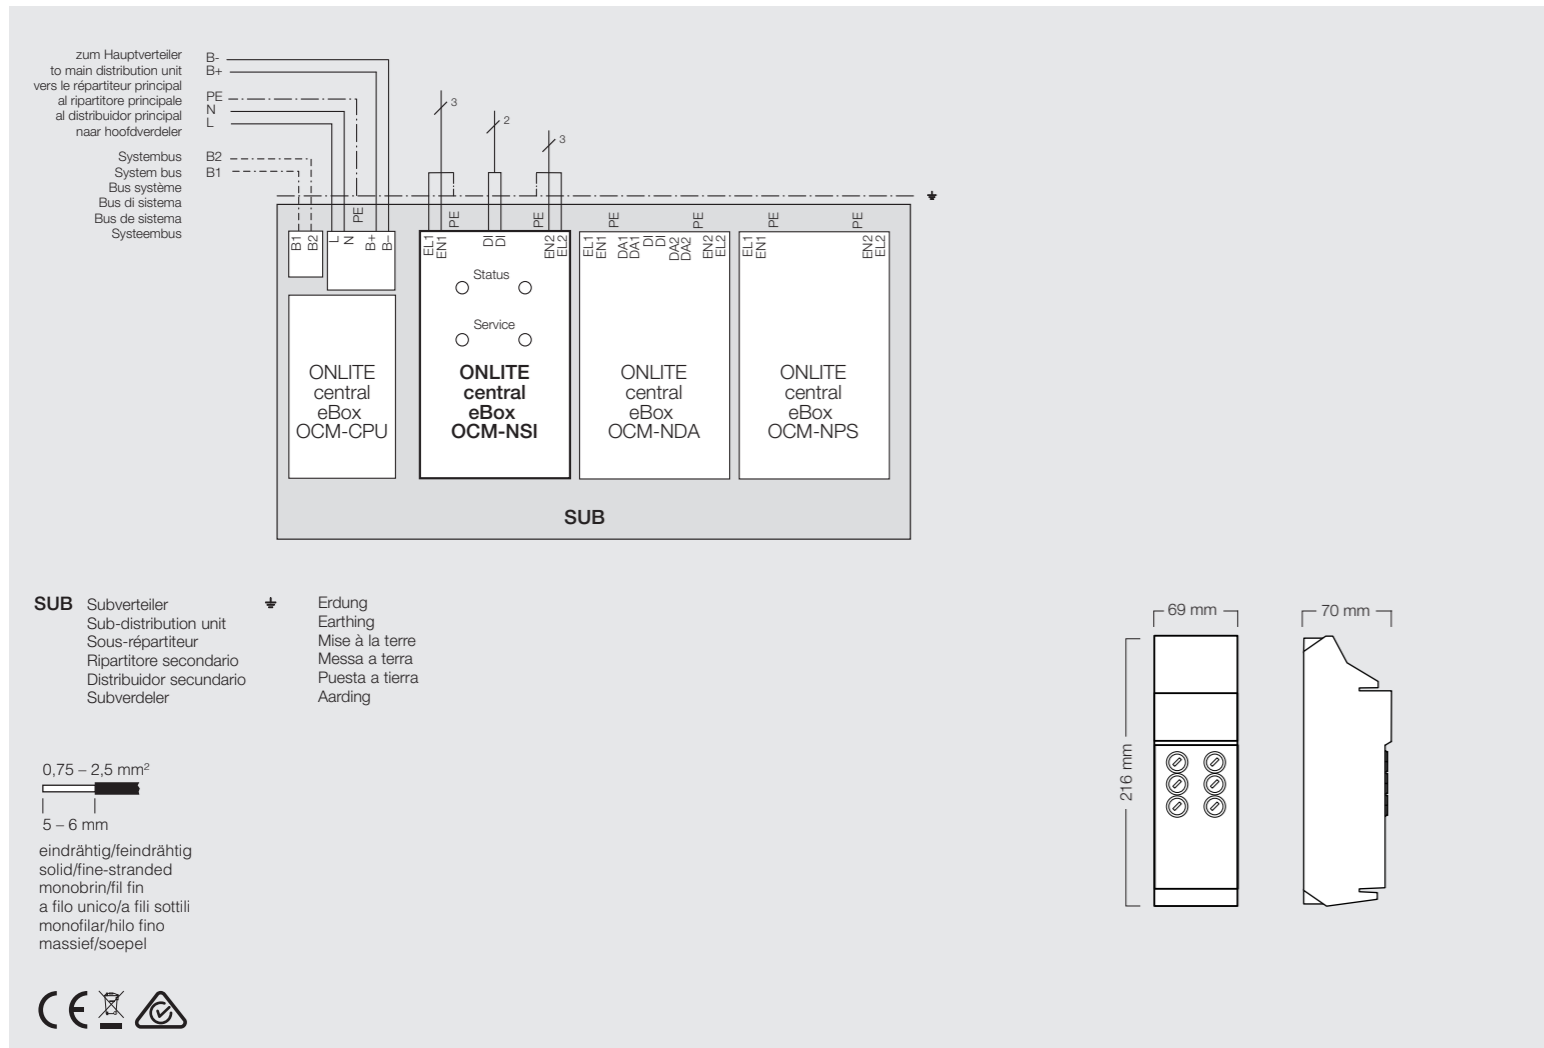 zum Hauptverteiler
to main distribution unit
vers le répartiteur principal
al ripartitore principale
al distribuidor principal
naar hoofdverdeler
B-
B+
PE
N
L
Systembus
System bus
Bus système
Bus di sistema
Bus de sistema
Systeembus
B2
B1
3
2
3
B1
B2
L
N
PE
B+
B–
EL1
EN1
PE
DI
DI
PE
EN2
EL2
EL1
EN1
PE
DA1
DA1
DI
DI
DA2
DA2
PE
EN2
EL2
EL1
EN1
PE
PE
EN2
EL2
Status
Service
ONLITE
central
eBox
OCM-CPU
ONLITE
central
eBox
OCM-NSI
ONLITE
central
eBox
OCM-NDA
ONLITE
central
eBox
OCM-NPS
SUB
SUB
Subverteiler
Sub-distribution unit
Sous-répartiteur
Ripartitore secondario
Distribuidor secundario
Subverdeler
Erdung
Earthing
Mise à la terre
Messa a terra
Puesta a tierra
Aarding
0,75 – 2,5 mm²
5 – 6 mm
eindrähtig/feindrähtig
solid/fine-stranded
monobrin/fil fin
a filo unico/a fili sottili
monofilar/hilo fino
massief/soepel
69 mm
70 mm
216 mm
CE